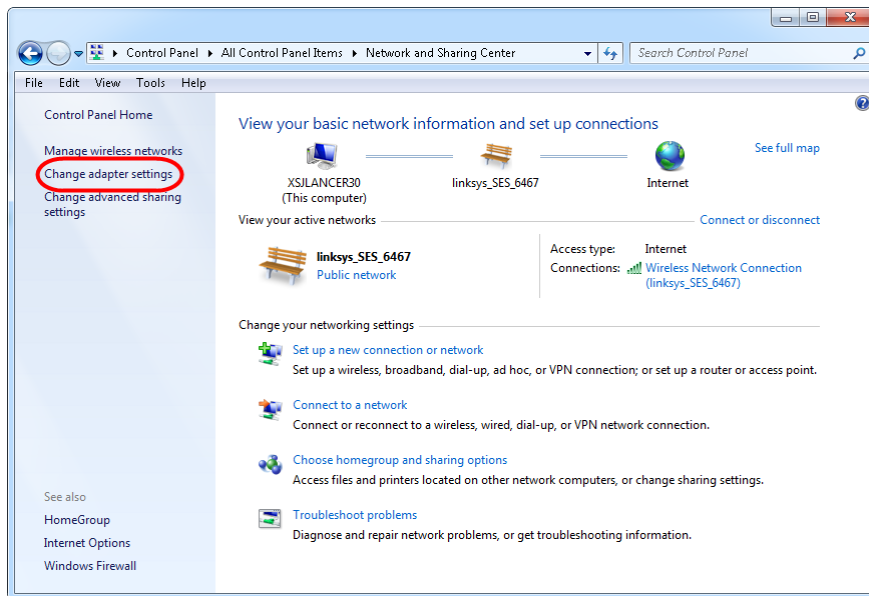 Control Panel ▸ All Control Panel Items ▸ Network and Sharing Center
Search Control Panel
File Edit View Tools Help
Control Panel Home
Manage wireless networks
Change adapter settings
Change advanced sharing
settings
See also
HomeGroup
Internet Options
Windows Firewall
View your basic network information and set up connections
See full map
XSJLANCER30
(This computer)
linksys_SES_6467
Internet
View your active networks
Connect or disconnect
linksys_SES_6467
Public network
Access type: Internet
Connections: Wireless Network Connection
(linksys_SES_6467)
Change your networking settings
Set up a new connection or network
Set up a wireless, broadband, dial-up, ad hoc, or VPN connection; or set up a router or access point.
Connect to a network
Connect or reconnect to a wireless, wired, dial-up, or VPN network connection.
Choose homegroup and sharing options
Access files and printers located on other network computers, or change sharing settings.
Troubleshoot problems
Diagnose and repair network problems, or get troubleshooting information.